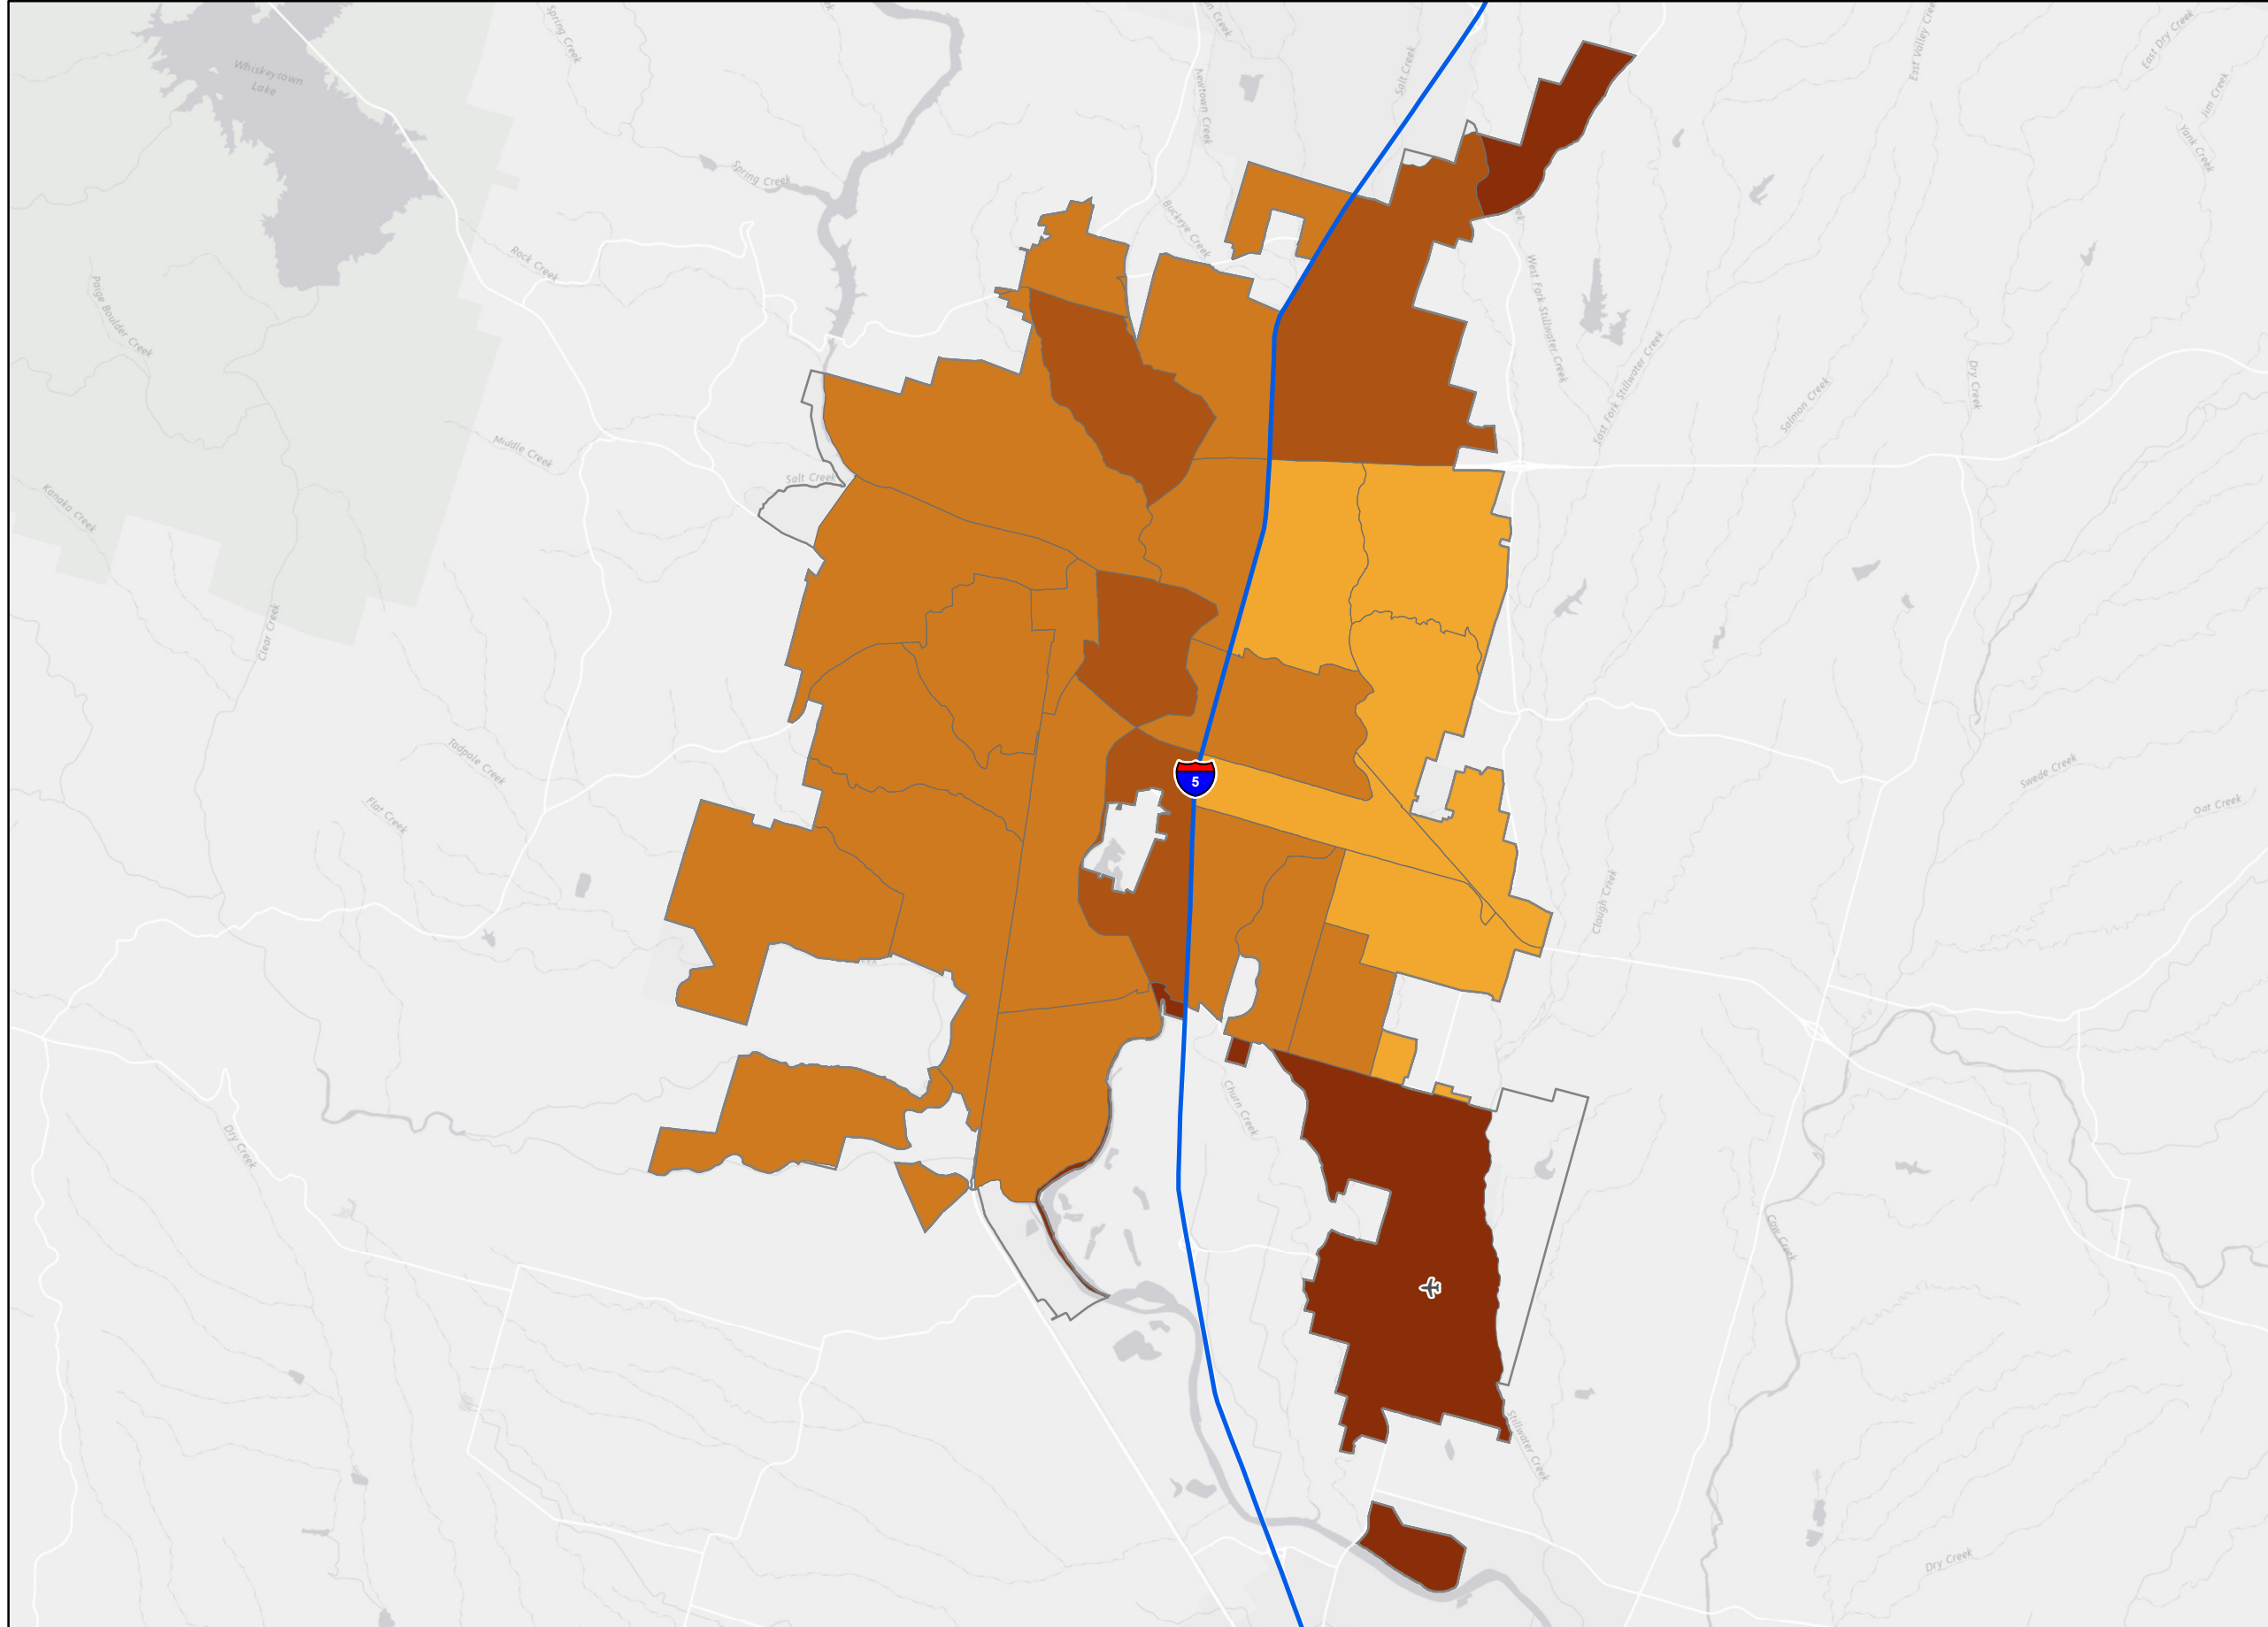 Spring Creek
Salt Creek
East Valley Creek
East Dry Creek
Whiskeytown
Lake
Newtown Creek
Jim Creek
Yank Creek
Spring Creek
Buckeye Creek
Rock Creek
West Fork Stillwater Creek
Paige Boulder Creek
East Fork Stillwater Creek
Salmon Creek
Dry Creek
Middle Creek
Salt Creek
Kanaka Creek
Clear Creek
Tadpole Creek
5
Swede Creek
Oat Creek
Flat Creek
Clough Creek
Churn Creek
Dry Creek
Cow Creek
Stillwater Creek
Dry Creek